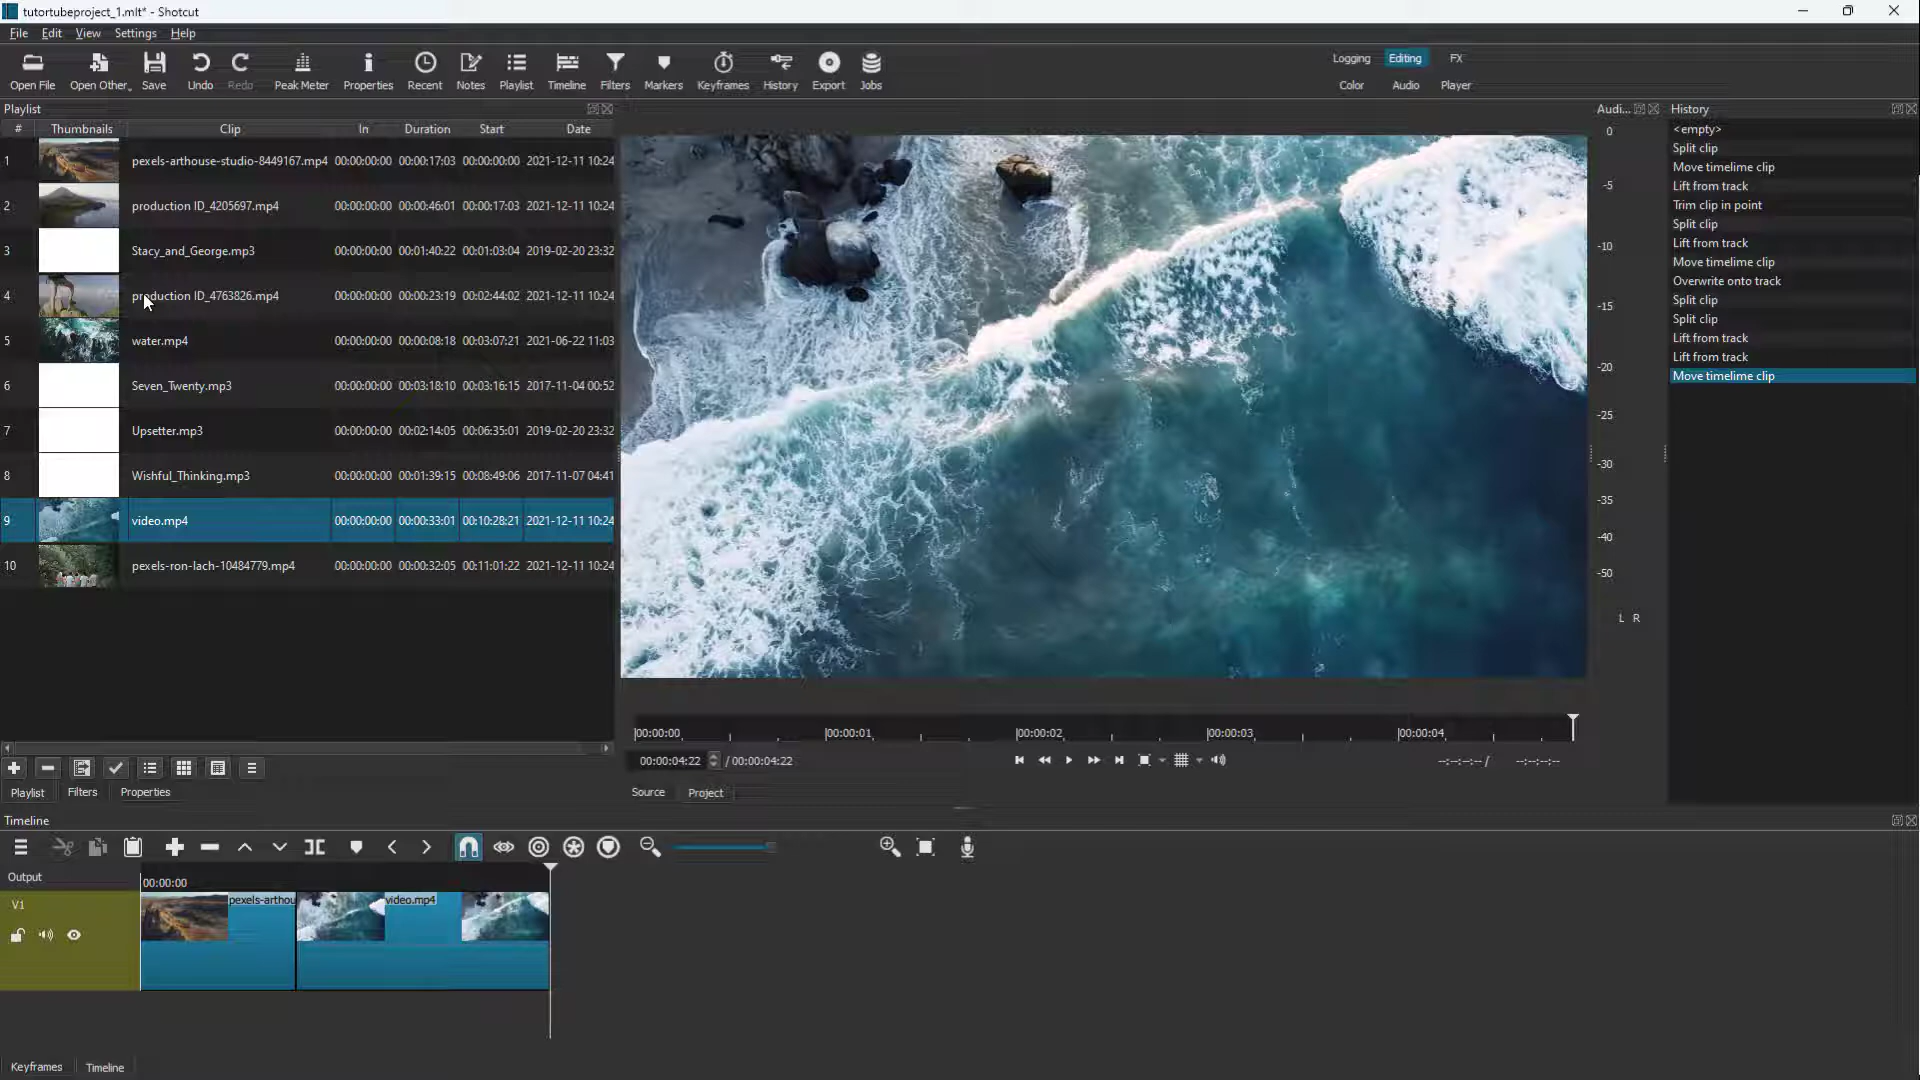 tutortubeproject_1.mlt* - Shotcut
File Edit View Settings Help
Open File Open Other.. Save Undo Redo Peak Meter Properties Recent Notes Playlist Timeline Filters Markers Keyframes History Export Jobs
Logging Editing FX
Color Audio Player
Playlist
# Thumbnails Clip In Duration Start Date
1 pexels-arthouse-studio-8449167.mp4 00:00:00:00 00:00:17:03 00:00:00:00 2021-12-11 10:24
2 production ID_4205697.mp4 00:00:00:00 00:00:46:01 00:00:17:03 2021-12-11 10:24
3 Stacy_and_George.mp3 00:00:00:00 00:01:40:22 00:01:03:04 2019-02-20 23:32
4 production ID_4763826.mp4 00:00:00:00 00:00:23:19 00:02:44:02 2021-12-11 10:24
5 water.mp4 00:00:00:00 00:00:08:18 00:03:07:21 2021-06-22 11:03
6 Seven_Twenty.mp3 00:00:00:00 00:03:18:10 00:03:16:15 2017-11-04 00:52
7 Upsetter.mp3 00:00:00:00 00:02:14:05 00:06:35:01 2019-02-20 23:32
8 Wishful_Thinking.mp3 00:00:00:00 00:01:39:15 00:08:49:06 2017-11-07 04:41
9 video.mp4 00:00:00:00 00:00:33:01 00:10:28:21 2021-12-11 10:24
10 pexels-ron-lach-10484779.mp4 00:00:00:00 00:00:32:05 00:11:01:22 2021-12-11 10:24
Playlist Filters Properties
00:00:00 00:00:01 00:00:02 00:00:03 00:00:04
00:00:04:22 / 00:00:04:22 --:--:--:-- / --:--:--:--
Source Project
Audi...
0
-5
-10
-15
-20
-25
-30
-35
-40
-50
L R
History
<empty>
Split clip
Move timelime clip
Lift from track
Trim clip in point
Split clip
Lift from track
Move timelime clip
Overwrite onto track
Split clip
Split clip
Lift from track
Lift from track
Move timelime clip
Timeline
Output
00:00:00
V1
pexels-arthou video.mp4
Keyframes Timeline